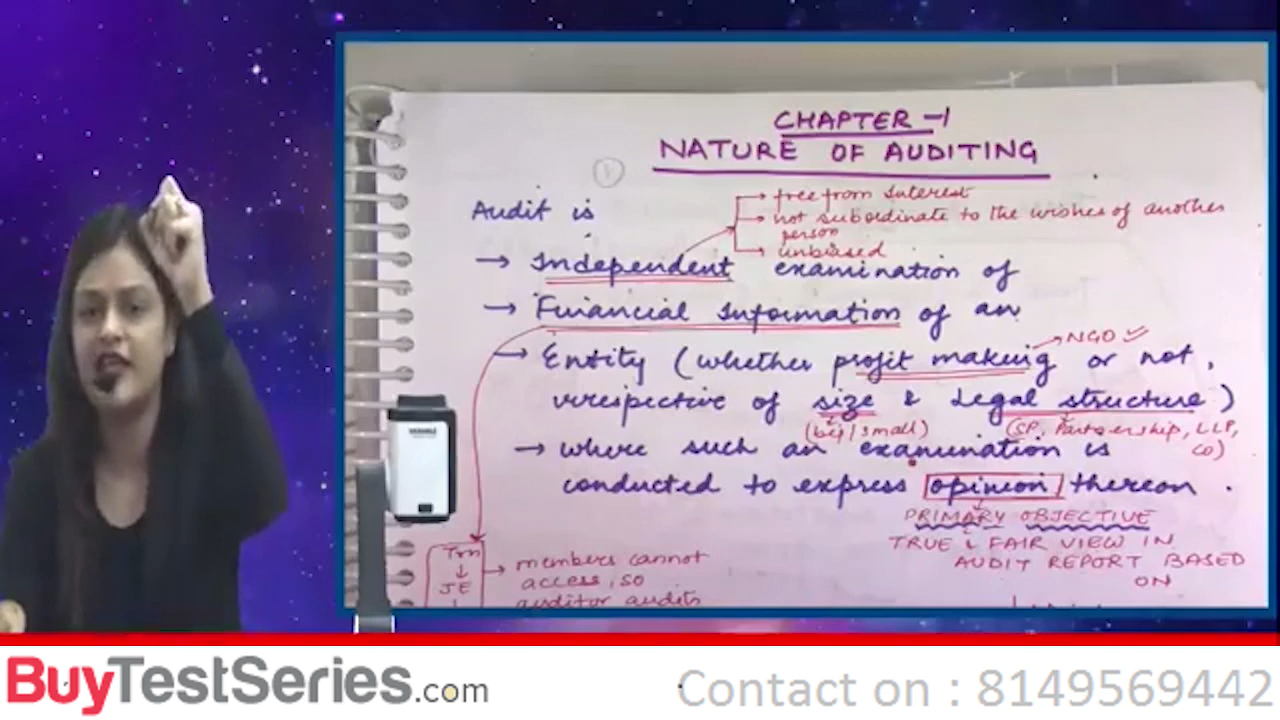 CHAPTER-1
NATURE OF AUDITING
Audit is
→ free from Interest
→ not subordinate to the wishes of another
person
→ unbiased
→ Independent examination of
→ Financial Information of an
→ NGO ✓
→ Entity (whether profit making or not,
irrespective of size & Legal structure)
(big/small) (SP, Partnership, LLP,
Co)
→ where such an examination is
conducted to express opinion thereon.
PRIMARY OBJECTIVE
TRUE & FAIR VIEW IN
AUDIT REPORT BASED
ON
Trn
↓
JE
→ members cannot
access, so
auditor audits
BuyTestSeries.com
Contact on : 8149569442